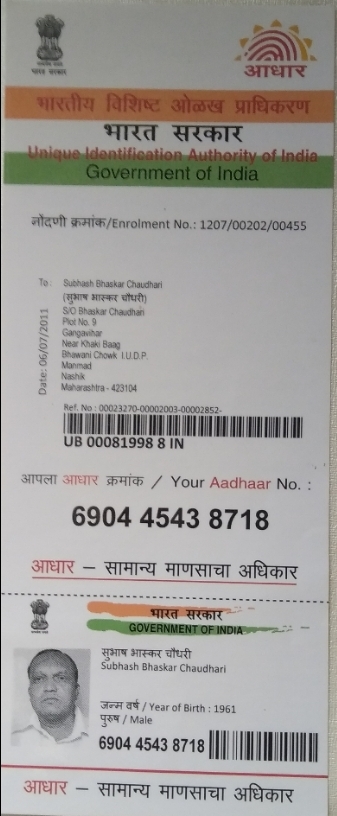 आधार
भारतीय विशिष्ट ओळख प्राधिकरण
भारत सरकार
Unique Identification Authority of India
Government of India
नोंदणी क्रमांक/Enrolment No.: 1207/00202/00455
Date: 06/07/2011
To:
Subhash Bhaskar Chaudhari
(सुभाष भास्कर चौधरी)
S/O Bhaskar Chaudhari
Plot No. 9
Gangavihar
Near Khaki Baag
Bhawani Chowk I.U.D.P.
Manmad
Nashik
Maharashtra - 423104
Ref. No : 00023270-00002003-00002852-
UB 00081998 8 IN
आपला आधार क्रमांक / Your Aadhaar No. :
6904 4543 8718
आधार – सामान्य माणसाचा अधिकार
भारत सरकार
GOVERNMENT OF INDIA
सुभाष भास्कर चौधरी
Subhash Bhaskar Chaudhari
जन्म वर्ष / Year of Birth : 1961
पुरुष / Male
6904 4543 8718
आधार – सामान्य माणसाचा अधिकार